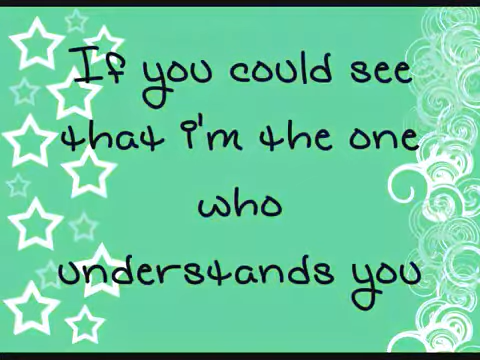 If you could see
that i'm the one
who
understands you